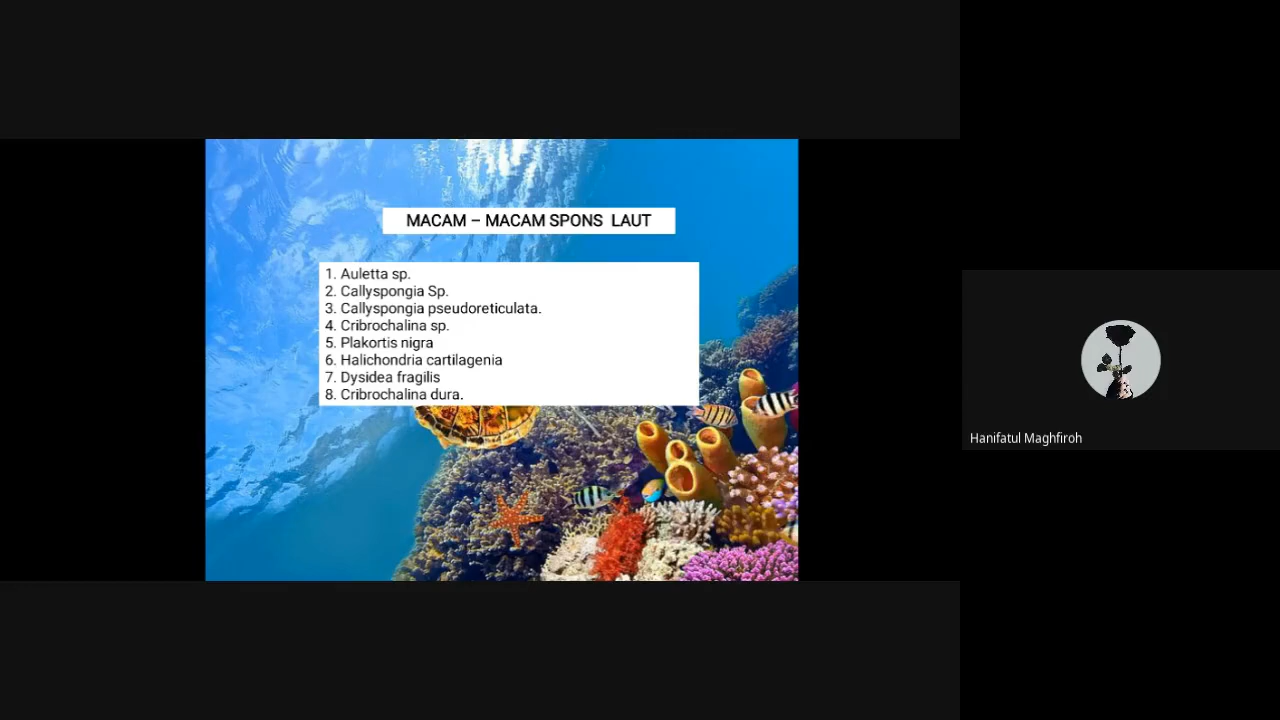 MACAM – MACAM SPONS LAUT
1. Auletta sp.
2. Callyspongia Sp.
3. Callyspongia pseudoreticulata.
4. Cribrochalina sp.
5. Plakortis nigra
6. Halichondria cartilagenia
7. Dysidea fragilis
8. Cribrochalina dura.
Hanifatul Maghfiroh